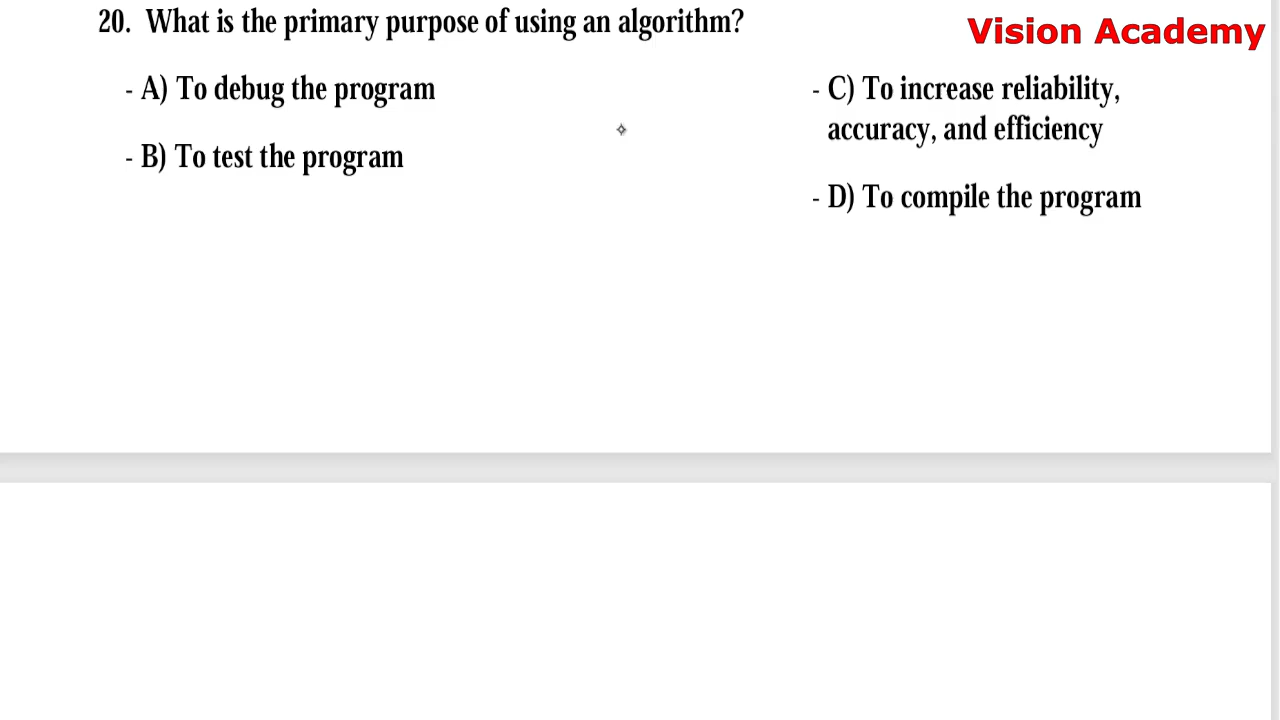 20. What is the primary purpose of using an algorithm?
Vision Academy
- A) To debug the program
- B) To test the program
- C) To increase reliability,
accuracy, and efficiency
- D) To compile the program